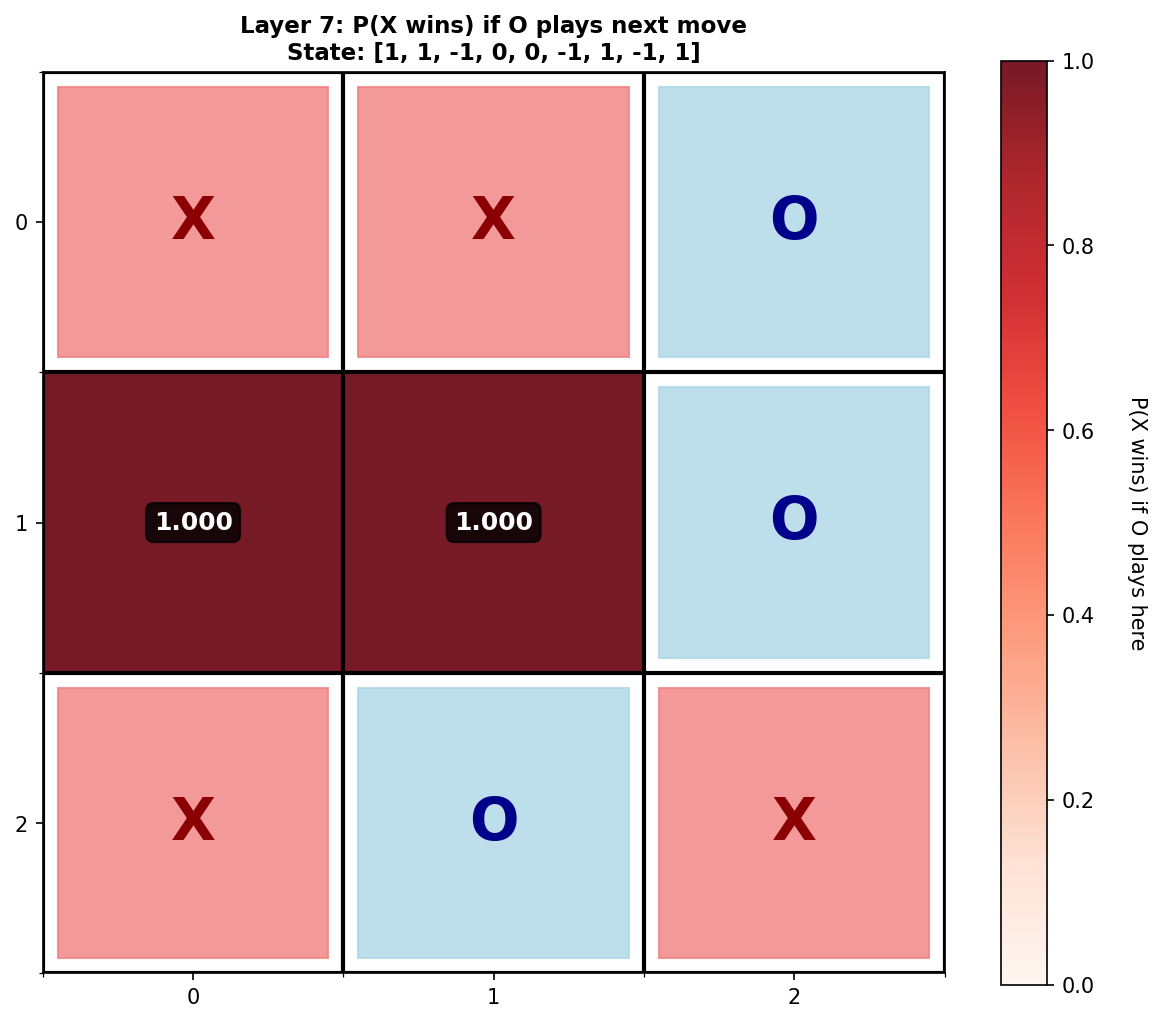 Layer 7: P(X wins) if O plays next move
State: [1, 1, -1, 0, 0, -1, 1, -1, 1]
0
X
X
O
1
1.000
1.000
O
2
X
O
X
0
1
2
1.0
0.8
0.6
0.4
0.2
0.0
P(X wins) if O plays here